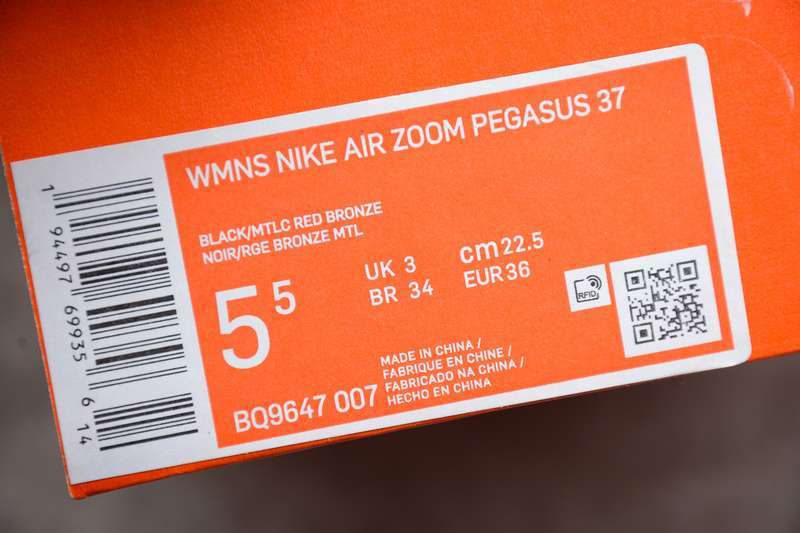 WMNS NIKE AIR ZOOM PEGASUS 37
BLACK/MTLC RED BRONZE
NOIR/RGE BRONZE MTL
5 5
UK 3
BR 34
cm 22.5
EUR 36
RFID
BQ9647 007
MADE IN CHINA /
FABRIQUE EN CHINE /
FABRICADO NA CHINA /
HECHO EN CHINA
1 94497 69935 6 14